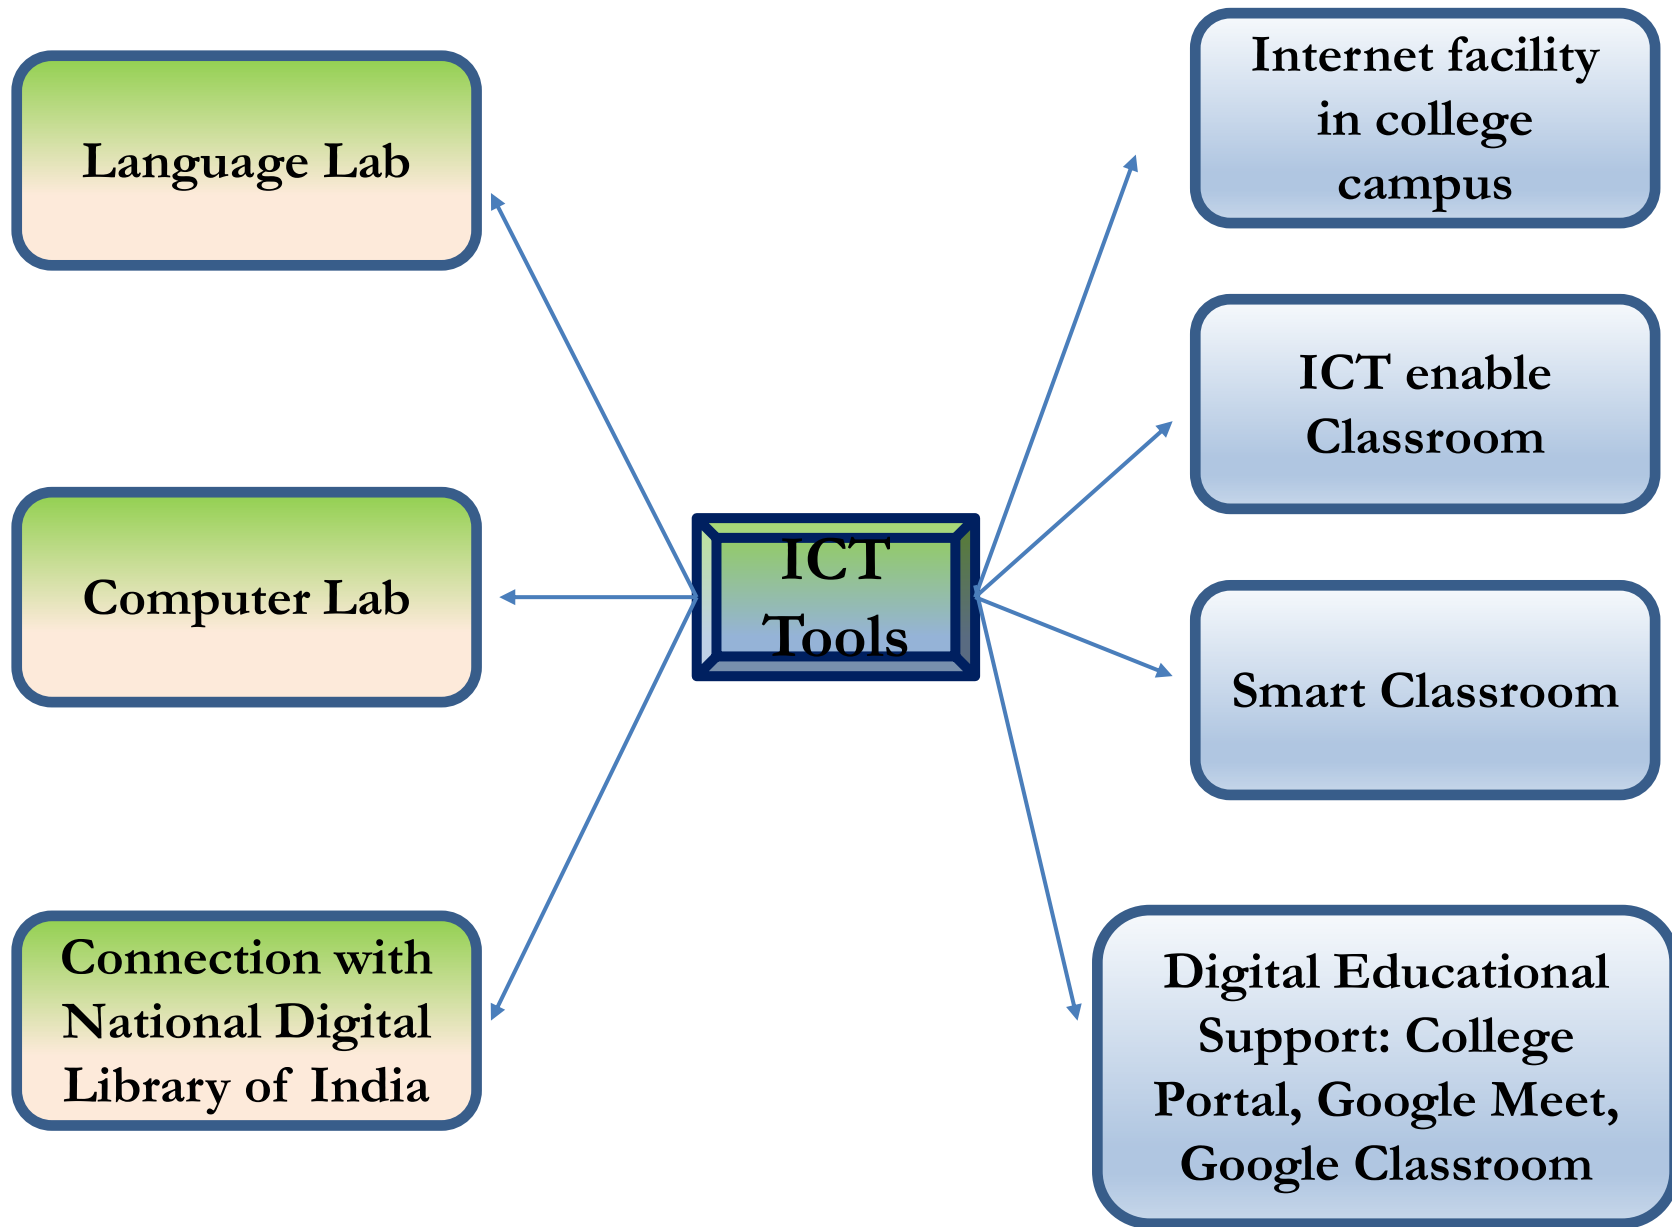 Language Lab
Computer Lab
Connection with
National Digital
Library of India
ICT
Tools
Internet facility
in college
campus
ICT enable
Classroom
Smart Classroom
Digital Educational
Support: College
Portal, Google Meet,
Google Classroom